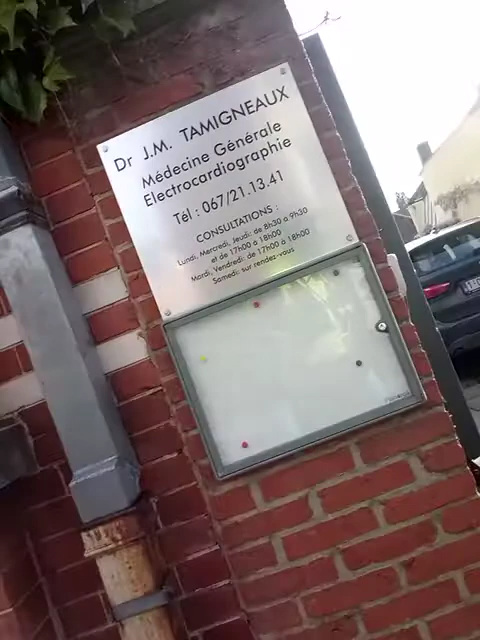 Dr J.M. TAMIGNEAUX
Médecine Générale
Electrocardiographie
Tél : 067/21.13.41
CONSULTATIONS :
Lundi, Mercredi, Jeudi: de 8h30 a 9h30
et de 17h00 à 18h00
Mardi, Vendredi: de 17h00 à 18h00
Samedi: sur rendez-vous